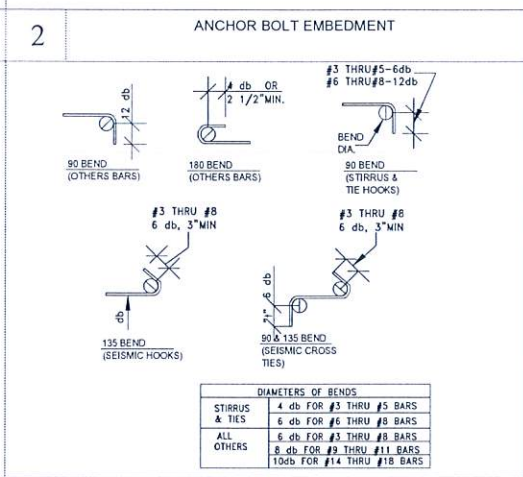 2
ANCHOR BOLT EMBEDMENT
12 db
90 BEND
(OTHERS BARS)
4 db OR
2 1/2"MIN.
180 BEND
(OTHERS BARS)
#3 THRU#5-6db
#6 THRU#8-12db
BEND
DIA.
90 BEND
(STIRRUS &
TIE HOOKS)
#3 THRU #8
6 db, 3"MIN
db
135 BEND
(SEISMIC HOOKS)
#3 THRU #8
6 db, 3"MIN
6 db
90 & 135 BEND
(SEISMIC CROSS
TIES)
DIAMETERS OF BENDS
STIRRUS
& TIES
4 db FOR #3 THRU #5 BARS
6 db FOR #6 THRU #8 BARS
ALL
OTHERS
6 db FOR #3 THRU #8 BARS
8 db FOR #9 THRU #11 BARS
10db FOR #14 THRU #18 BARS